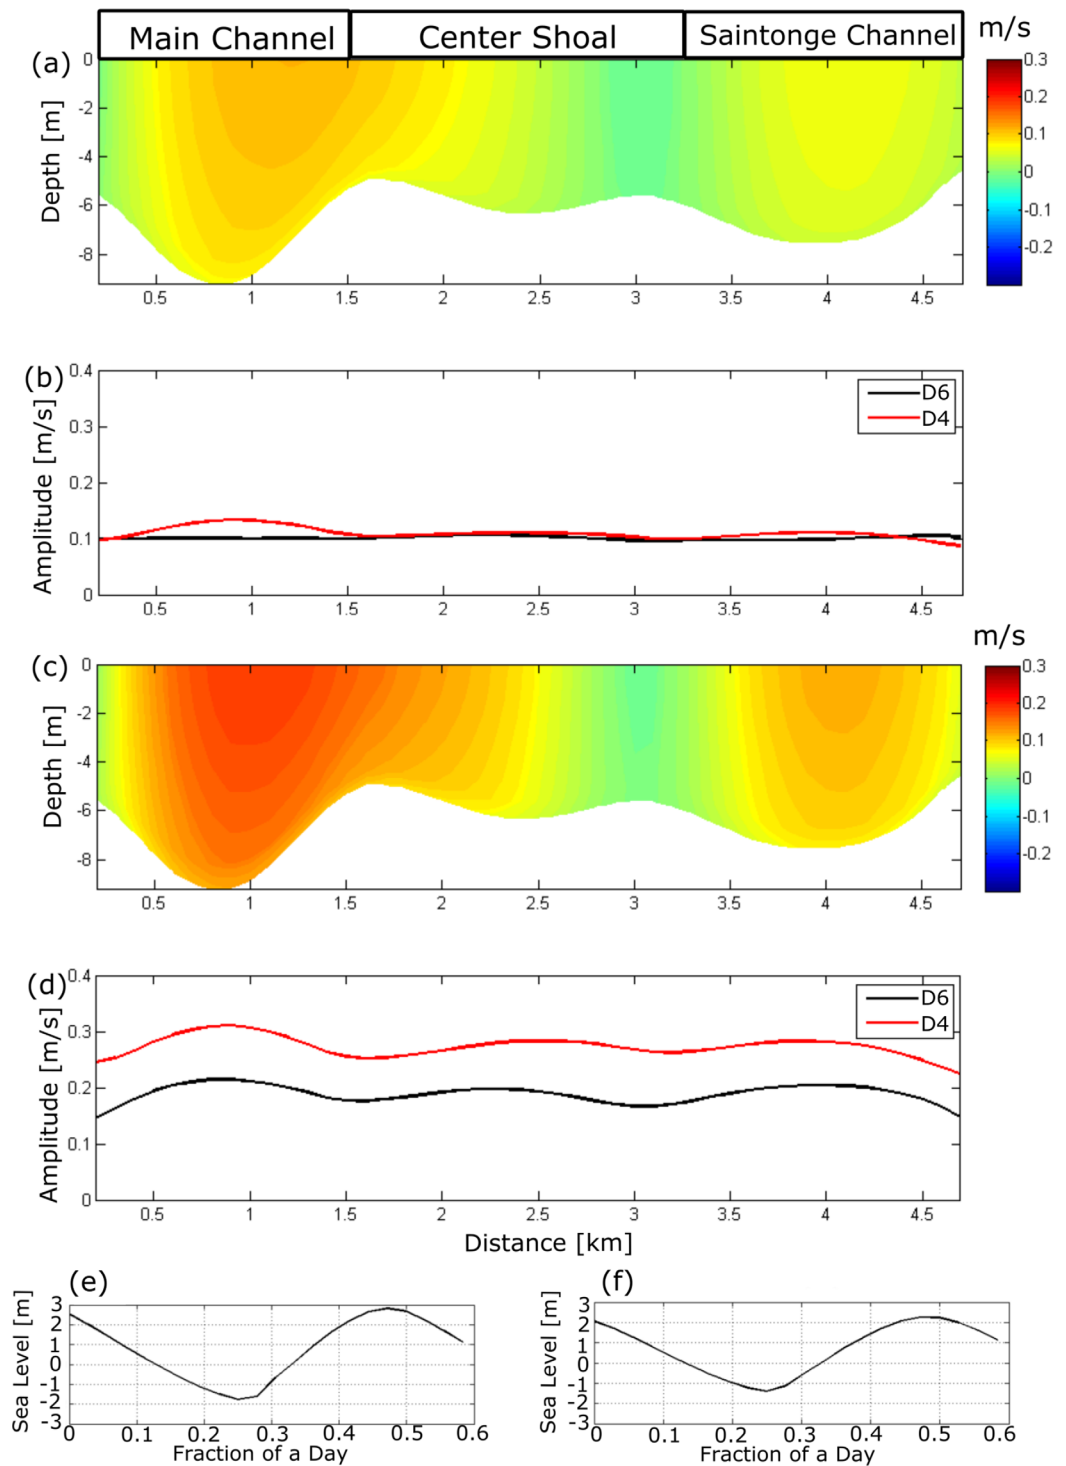 Main Channel Center Shoal Saintonge Channel m/s
(a) 0 -2 -4 -6 -8 Depth [m] 0.3 0.2 0.1 0 -0.1 -0.2
0.5 1 1.5 2 2.5 3 3.5 4 4.5
(b) 0.4 0.3 0.2 0.1 0 Amplitude [m/s] D6
D4
0.5 1 1.5 2 2.5 3 3.5 4 4.5
m/s
(c) 0 -2 -4 -6 -8 Depth [m] 0.3 0.2 0.1 0 -0.1 -0.2
0.5 1 1.5 2 2.5 3 3.5 4 4.5
(d) 0.4 0.3 0.2 0.1 0 Amplitude [m/s] D6
D4
0.5 1 1.5 2 2.5 3 3.5 4 4.5
Distance [km]
(e) 3 2 1 0 -1 -2 -3 Sea Level [m]
0 0.1 0.2 0.3 0.4 0.5 0.6
Fraction of a Day
(f) 3 2 1 0 -1 -2 -3 Sea Level [m]
0 0.1 0.2 0.3 0.4 0.5 0.6
Fraction of a Day